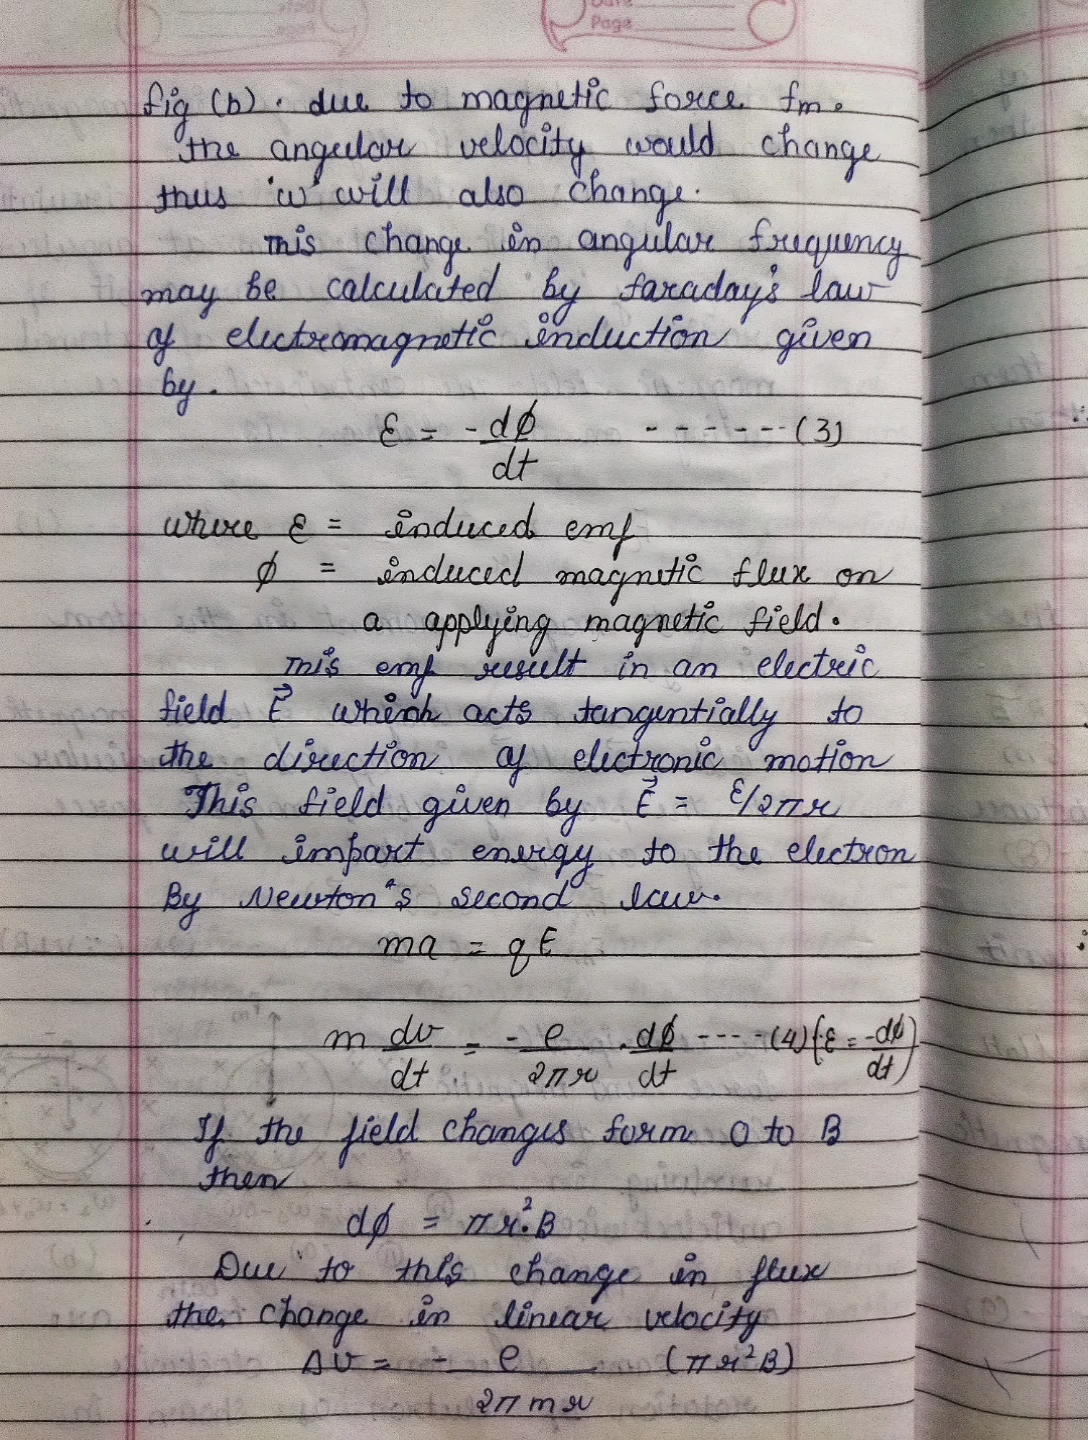 Page
fig (b). due to magnetic force fm.
the angular velocity would change
thus 'w' will also change.
This change in angular frequency
may be calculated by faraday's law
of electromagnetic induction given
by.
ε = -dϕ/dt ------(3)
where ε = induced emf
ϕ = induced magnetic flux on
a applying magnetic field.
This emf result in an electric
field E⃗ which acts tangentially to
the direction of electronic motion
This field given by E⃗ = ε/2πr
will impart energy to the electron
By Newton's second law.
ma = qE
m dv/dt = -e/2πr . dϕ/dt ----(4) (ε = -dϕ/dt)
If the field changes form 0 to B
then
dϕ = πr².B
Due to this change in flux
the change in linear velocity
Δv = - e/2πmr (πr²B)